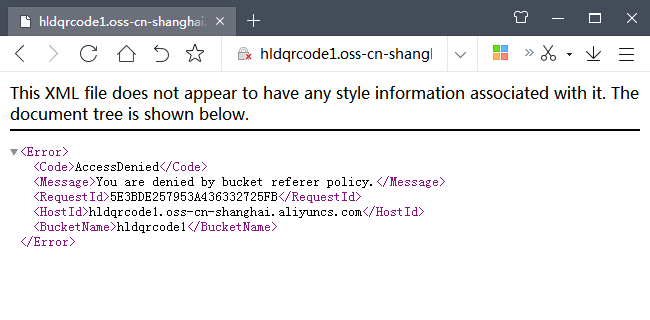 hldqrcode1.oss-cn-shanghai.
hldqrcode1.oss-cn-shangl
This XML file does not appear to have any style information associated with it. The
document tree is shown below.
<Error>
<Code>AccessDenied</Code>
<Message>You are denied by bucket referer policy.</Message>
<RequestId>5E3BDE257953A436332725FB</RequestId>
<HostId>hldqrcode1.oss-cn-shanghai.aliyuncs.com</HostId>
<BucketName>hldqrcode1</BucketName>
</Error>